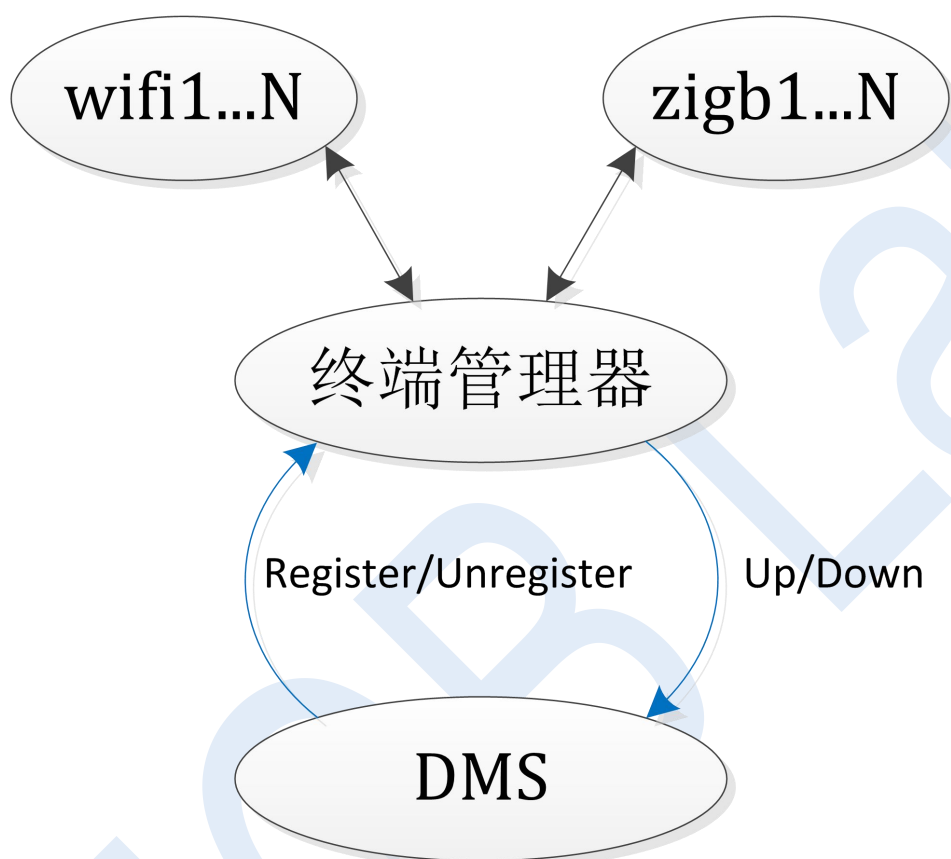 wifi1...N
zigb1...N
终端管理器
Register/Unregister
Up/Down
DMS